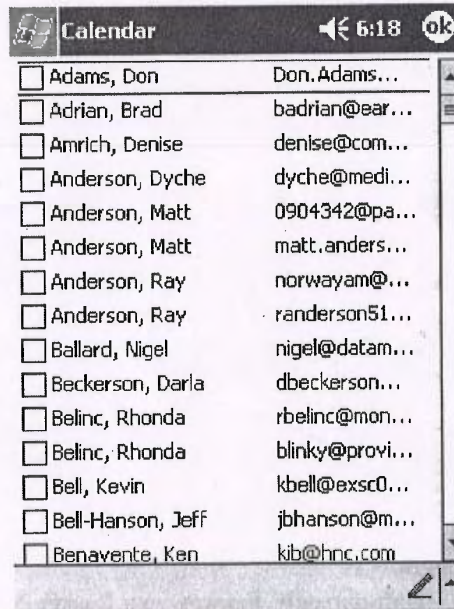 Calendar 6:18 ok
Adams, Don Don.Adams...
Adrian, Brad badrian@ear...
Amrich, Denise denise@com...
Anderson, Dyche dyche@medi...
Anderson, Matt 0904342@pa...
Anderson, Matt matt.anders...
Anderson, Ray norwayam@...
Anderson, Ray randerson51...
Ballard, Nigel nigel@datam...
Beckerson, Darla dbeckerson...
Belinc, Rhonda rbelinc@mon...
Belinc, Rhonda blinky@provi...
Bell, Kevin kbell@exsc0...
Bell-Hanson, Jeff jbhanson@m...
Benavente, Ken kib@hnc.com